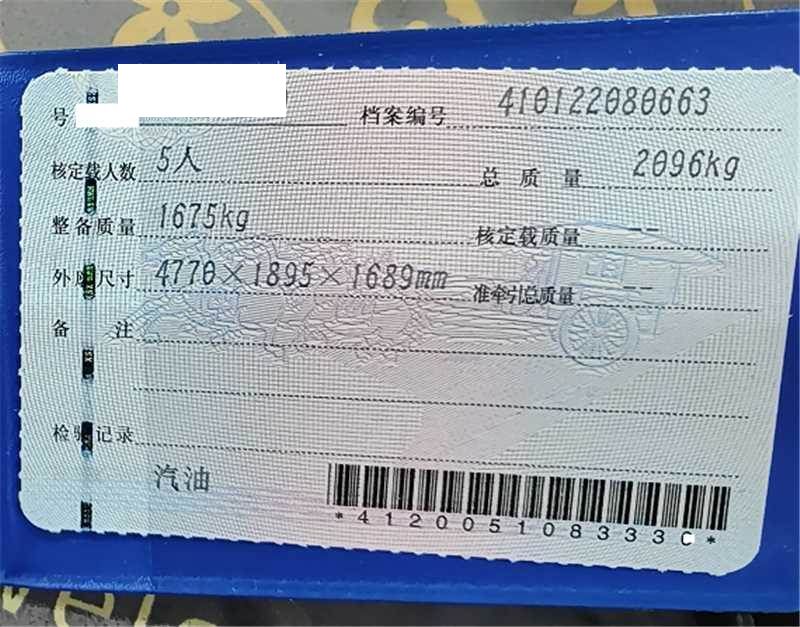 号 档案编号 410122080663
核定载人数 5人 总质量 2096kg
整备质量 1675kg 核定载质量 --
外廓尺寸 4770×1895×1689mm 准牵引总质量 --
备注
检验记录
汽油
*4120051083330*